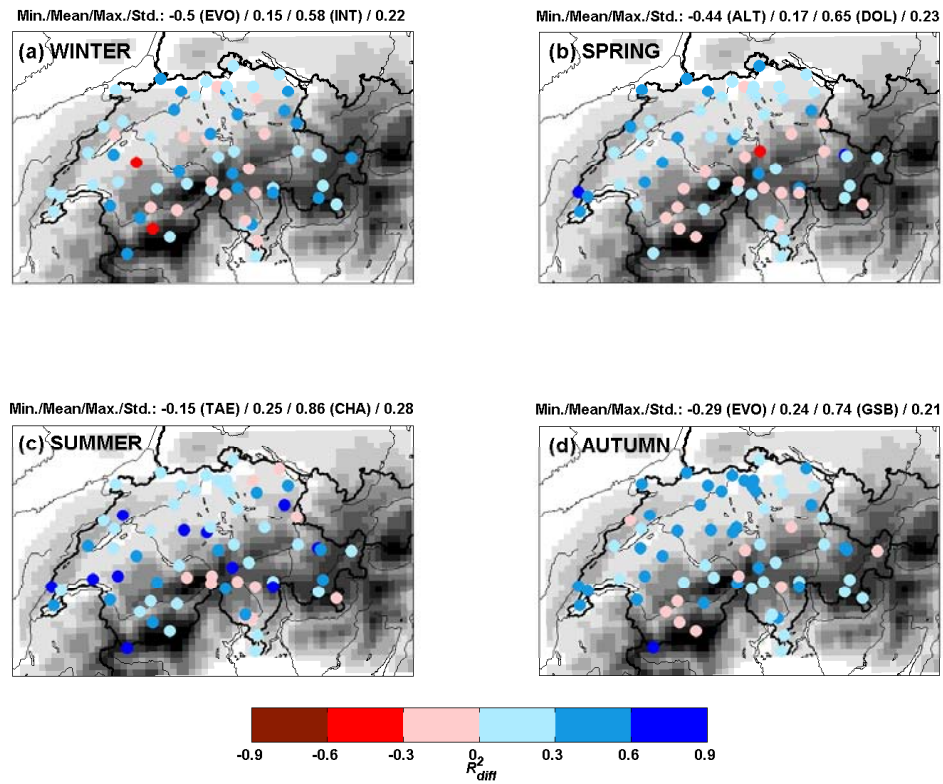 Min./Mean/Max./Std.: -0.5 (EVO) / 0.15 / 0.58 (INT) / 0.22
Min./Mean/Max./Std.: -0.44 (ALT) / 0.17 / 0.65 (DOL) / 0.23
(a) WINTER
(b) SPRING
Min./Mean/Max./Std.: -0.15 (TAE) / 0.25 / 0.86 (CHA) / 0.28
Min./Mean/Max./Std.: -0.29 (EVO) / 0.24 / 0.74 (GSB) / 0.21
(c) SUMMER
(d) AUTUMN
-0.9 -0.6 -0.3 0 0.3 0.6 0.9
R²diff